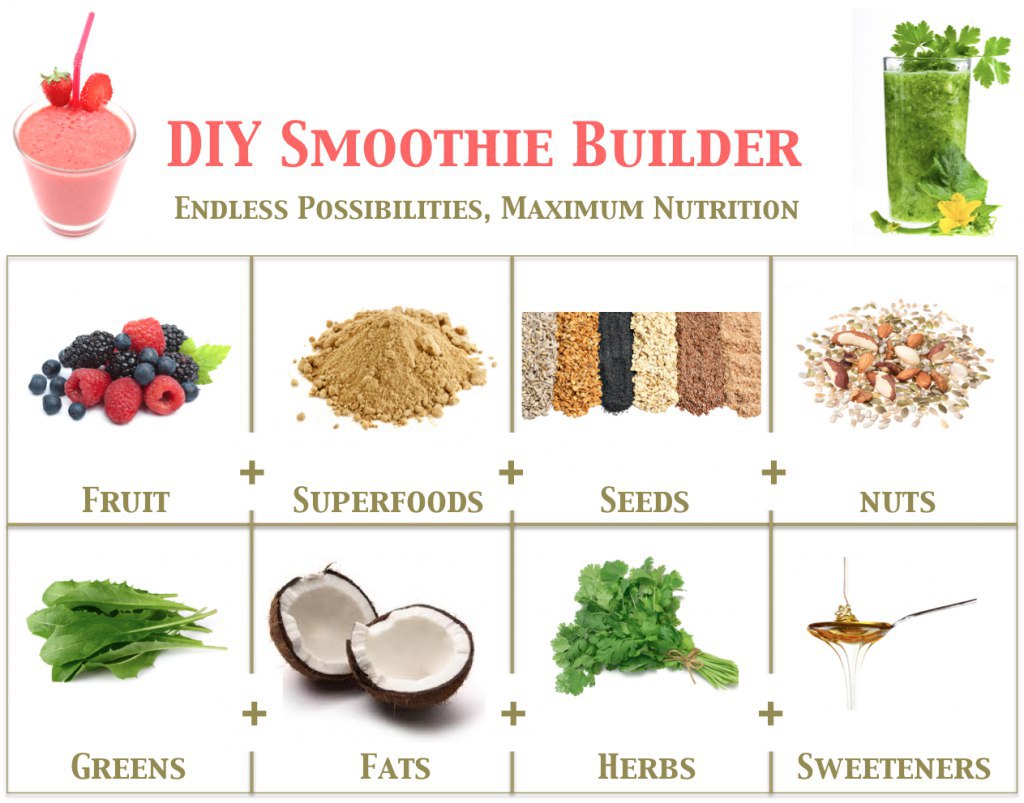 DIY Smoothie Builder
Endless Possibilities, Maximum Nutrition
+ + +
Fruit Superfoods Seeds nuts
+ + +
Greens Fats Herbs Sweeteners